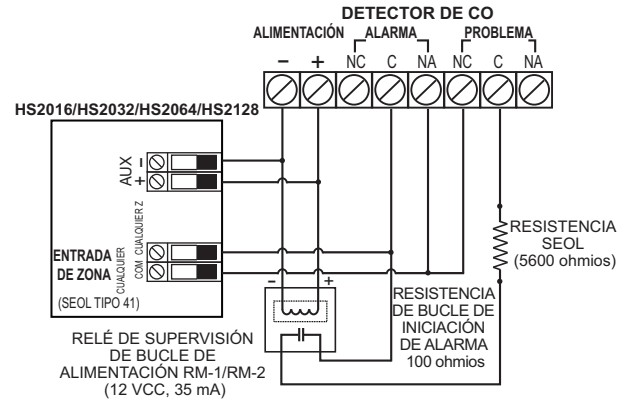 DETECTOR DE CO
ALIMENTACIÓN ALARMA PROBLEMA
− + NC C NA NC C NA
HS2016/HS2032/HS2064/HS2128
AUX
−
+
CUALQUIER Z
COM
CUALQUIER
ENTRADA
DE ZONA
(SEOL TIPO 41)
RESISTENCIA
SEOL
(5600 ohmios)
− +
RESISTENCIA
DE BUCLE DE
INICIACIÓN
DE ALARMA
100 ohmios
RELÉ DE SUPERVISIÓN
DE BUCLE DE
ALIMENTACIÓN RM-1/RM-2
(12 VCC, 35 mA)